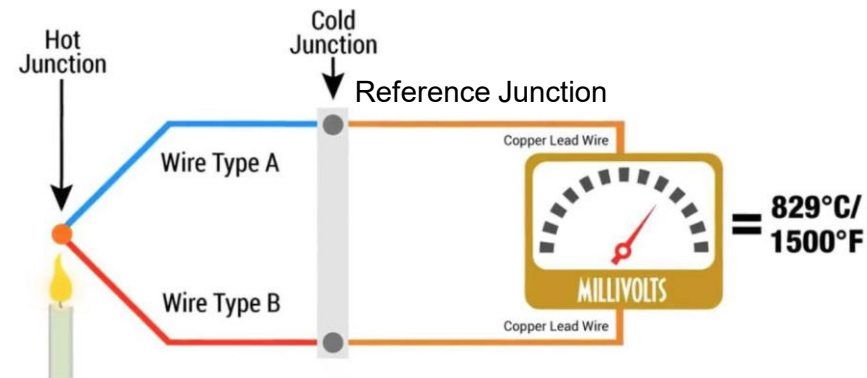 Hot
Junction
Cold
Junction
Reference Junction
Copper Lead Wire
Wire Type A
829°C/
1500°F
=
MILLIVOLTS
Wire Type B
Copper Lead Wire